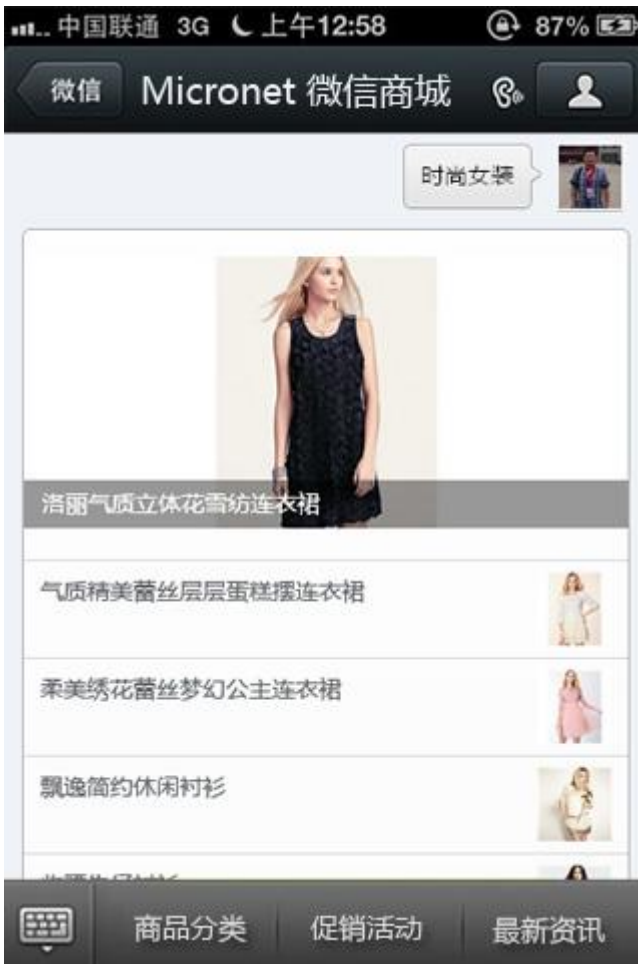 中国联通 3G 上午12:58 87%
微信 Micronet 微信商城
时尚女装
洛丽气质立体花雪纺连衣裙
气质精美蕾丝层层蛋糕摆连衣裙
柔美绣花蕾丝梦幻公主连衣裙
飘逸简约休闲衬衫
商品分类 促销活动 最新资讯